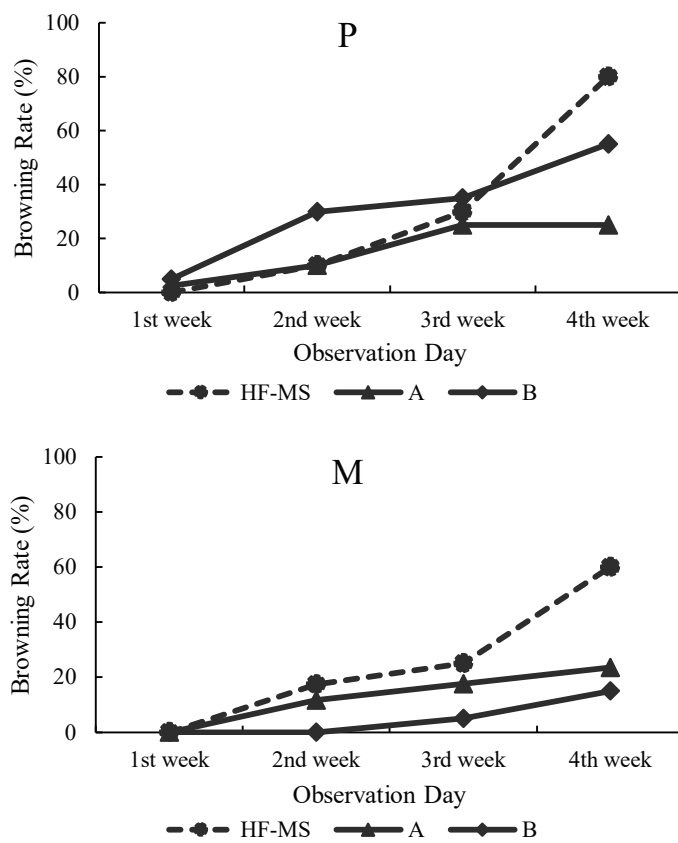 P
Browning Rate (%)
100
80
60
40
20
0
1st week 2nd week 3rd week 4th week
Observation Day
HF-MS A B
M
Browning Rate (%)
100
80
60
40
20
0
1st week 2nd week 3rd week 4th week
Observation Day
HF-MS A B